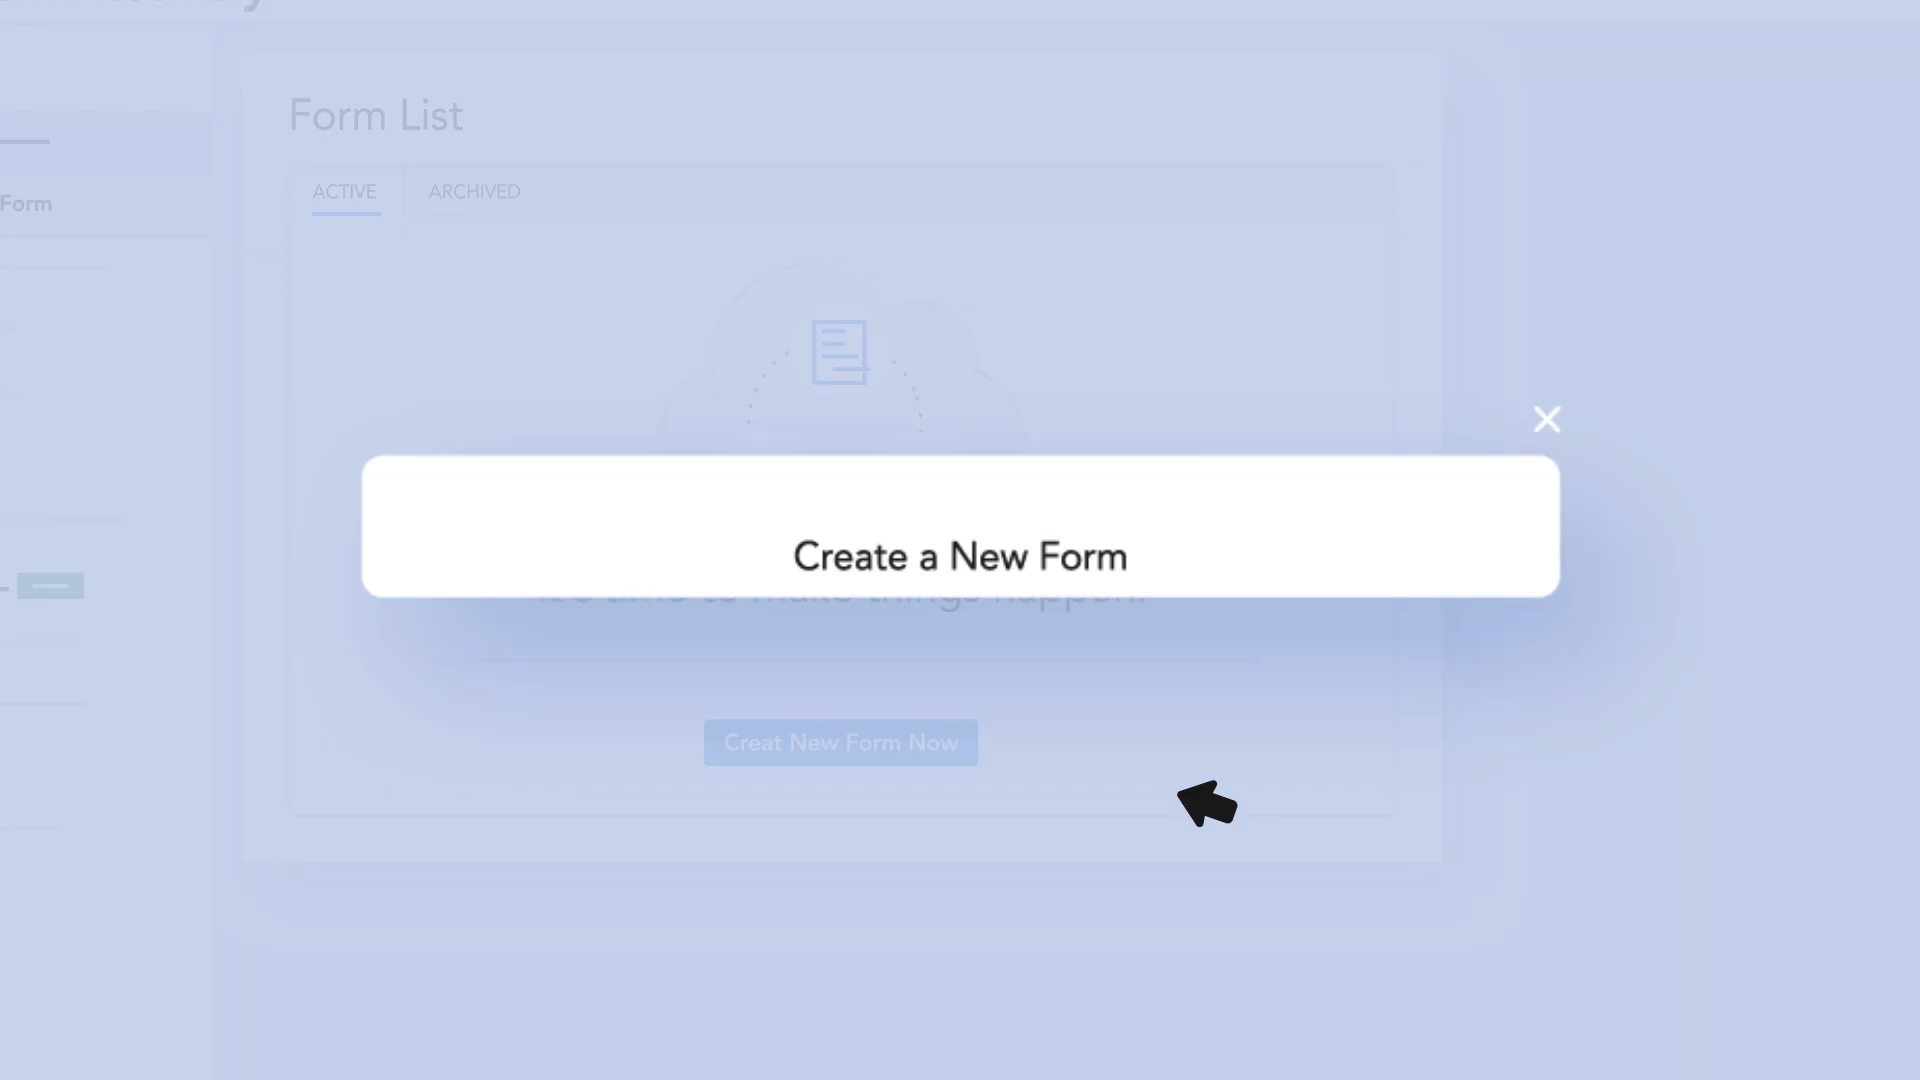 Form List
ACTIVE
ARCHIVED
Form
Create a New Form
Creat New Form Now